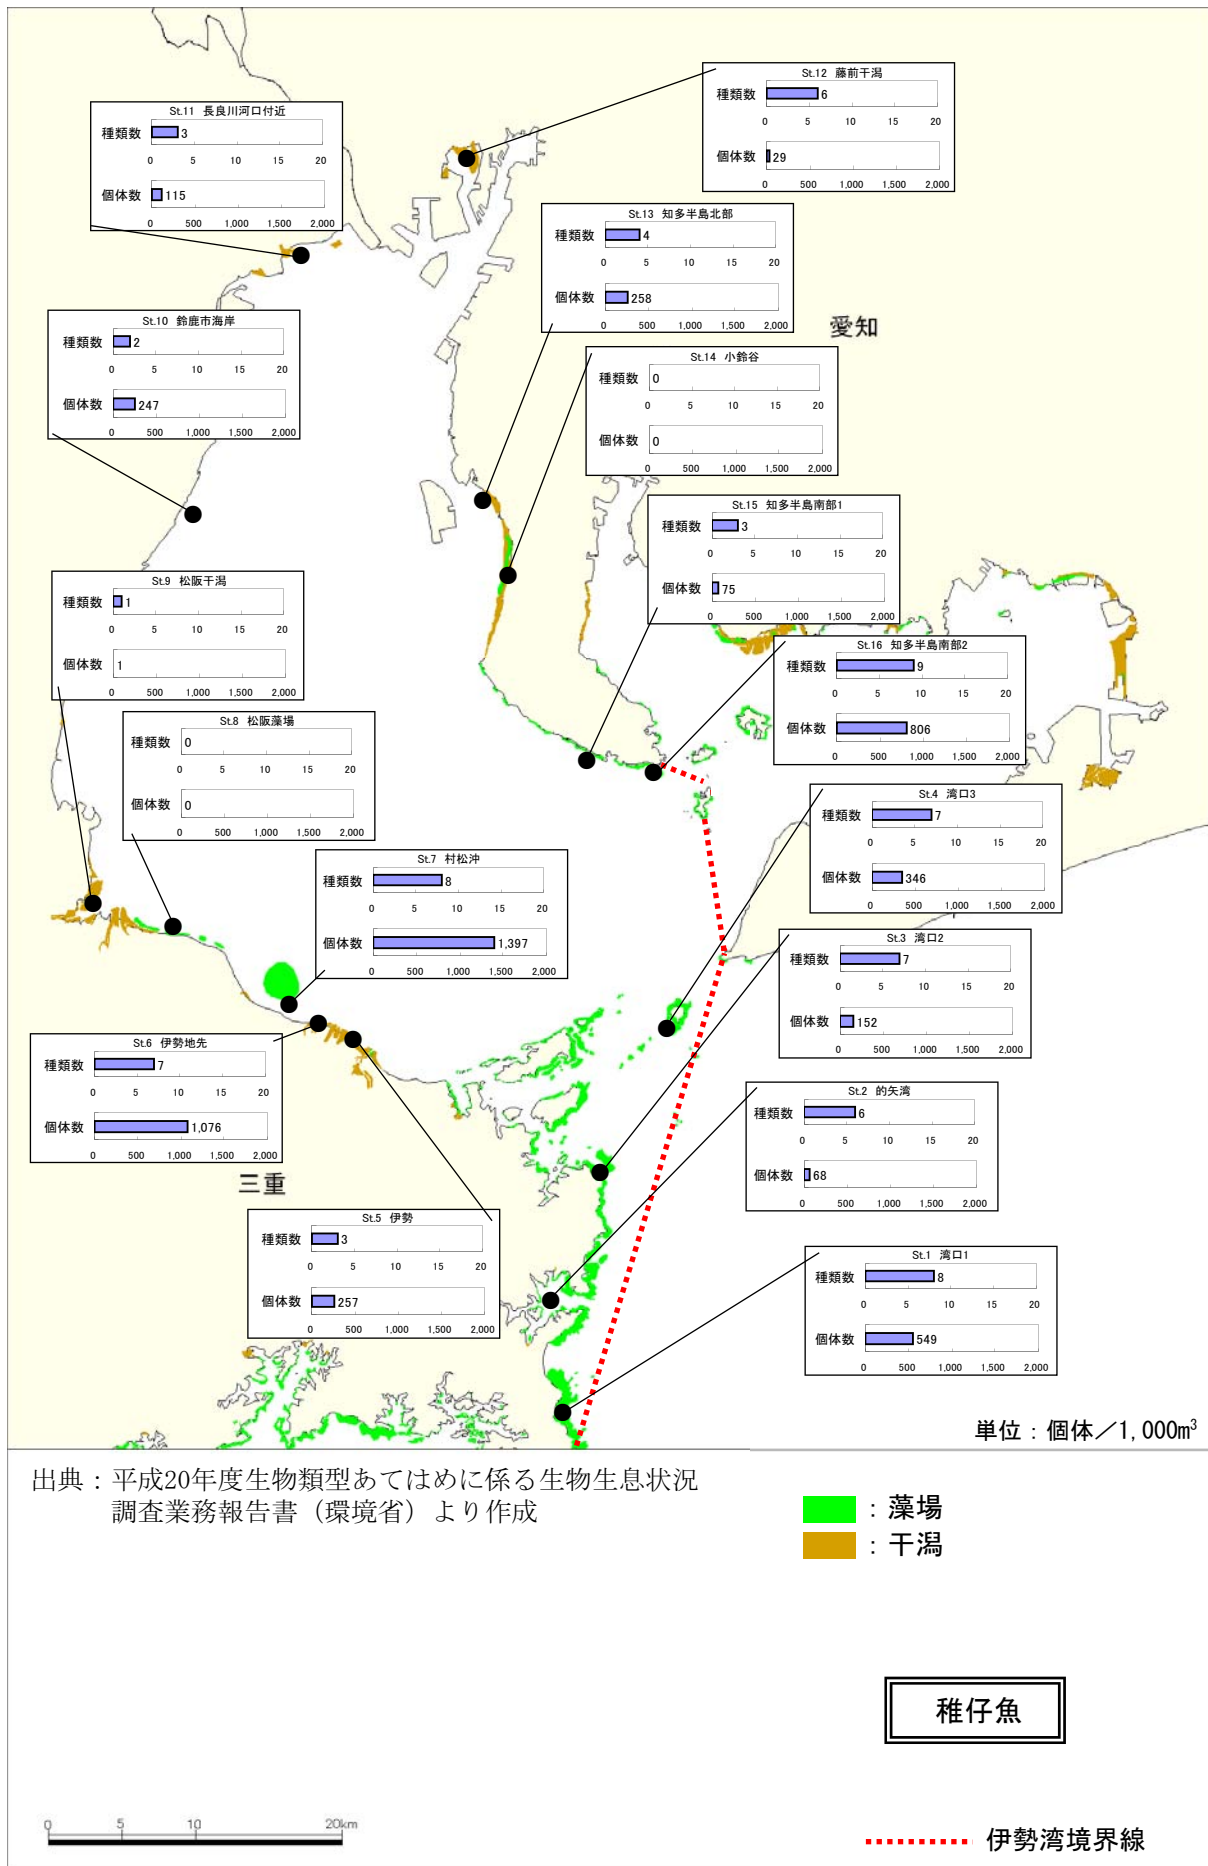 St.12 藤前干潟
種類数 6
0 5 10 15 20
個体数 29
0 500 1,000 1,500 2,000
St.11 長良川河口付近
種類数 3
0 5 10 15 20
個体数 115
0 500 1,000 1,500 2,000
St.13 知多半島北部
種類数 4
0 5 10 15 20
個体数 258
0 500 1,000 1,500 2,000
愛知
St.10 鈴鹿市海岸
種類数 2
0 5 10 15 20
個体数 247
0 500 1,000 1,500 2,000
St.14 小鈴谷
種類数 0
0 5 10 15 20
個体数 0
0 500 1,000 1,500 2,000
St.15 知多半島南部1
種類数 3
0 5 10 15 20
個体数 75
0 500 1,000 1,500 2,000
St.9 松阪干潟
種類数 1
0 5 10 15 20
個体数 1
0 500 1,000 1,500 2,000
St.16 知多半島南部2
種類数 9
0 5 10 15 20
個体数 806
0 500 1,000 1,500 2,000
St.8 松阪藻場
種類数 0
0 5 10 15 20
個体数 0
0 500 1,000 1,500 2,000
St.4 湾口3
種類数 7
0 5 10 15 20
個体数 346
0 500 1,000 1,500 2,000
St.7 村松沖
種類数 8
0 5 10 15 20
個体数 1,397
0 500 1,000 1,500 2,000
St.3 湾口2
種類数 7
0 5 10 15 20
個体数 152
0 500 1,000 1,500 2,000
St.6 伊勢地先
種類数 7
0 5 10 15 20
個体数 1,076
0 500 1,000 1,500 2,000
三重
St.2 的矢湾
種類数 6
0 5 10 15 20
個体数 68
0 500 1,000 1,500 2,000
St.5 伊勢
種類数 3
0 5 10 15 20
個体数 257
0 500 1,000 1,500 2,000
St.1 湾口1
種類数 8
0 5 10 15 20
個体数 549
0 500 1,000 1,500 2,000
単位：個体／1,000m³
出典：平成20年度生物類型あてはめに係る生物生息状況
調査業務報告書（環境省）より作成
：藻場
：干潟
稚仔魚
0 5 10 20km
伊勢湾境界線